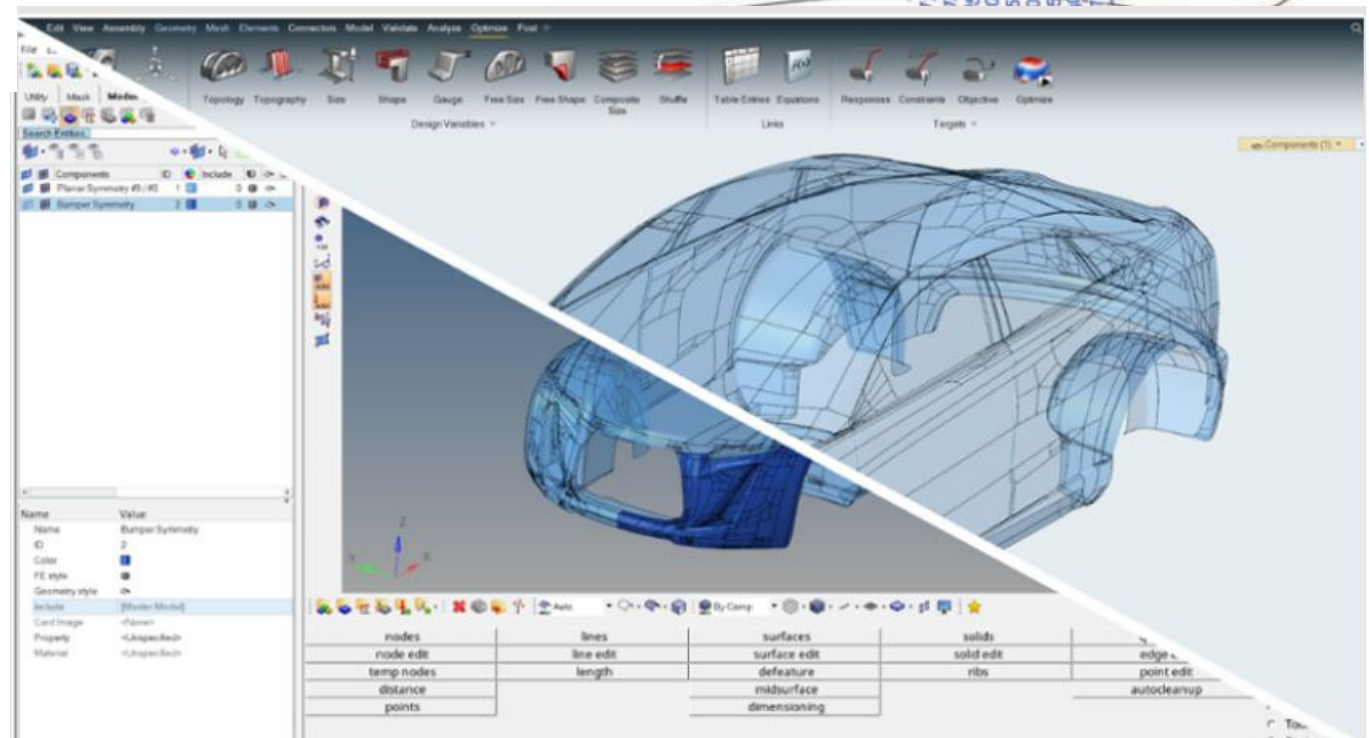 Edit View Assembly Geometry Mesh Elements Connectors Model Validate Analyze Optimize Post
File
Topology Topography Size Shape Gauge Free Size Free Shape Composite Size Shuffle Table Entries Equations Responses Constraints Objective Optimize
Design Variables Links Targets
Utility Mask Model
Components (1)
Search Entities
Components ID Include
Planar Symmetry #9 / #0 1 0
Bumper Symmetry 2 0
Name Value
Name Bumper Symmetry
ID 2
Color
FE style
Geometry style
Include [Master Model]
Card Image <None>
Property <Unspecified>
Material <Unspecified>
Z
Y X
Auto By Comp
nodes lines surfaces solids
node edit line edit surface edit solid edit edge
temp nodes length defeature ribs point edit
distance midsurface autocleanup
points dimensioning